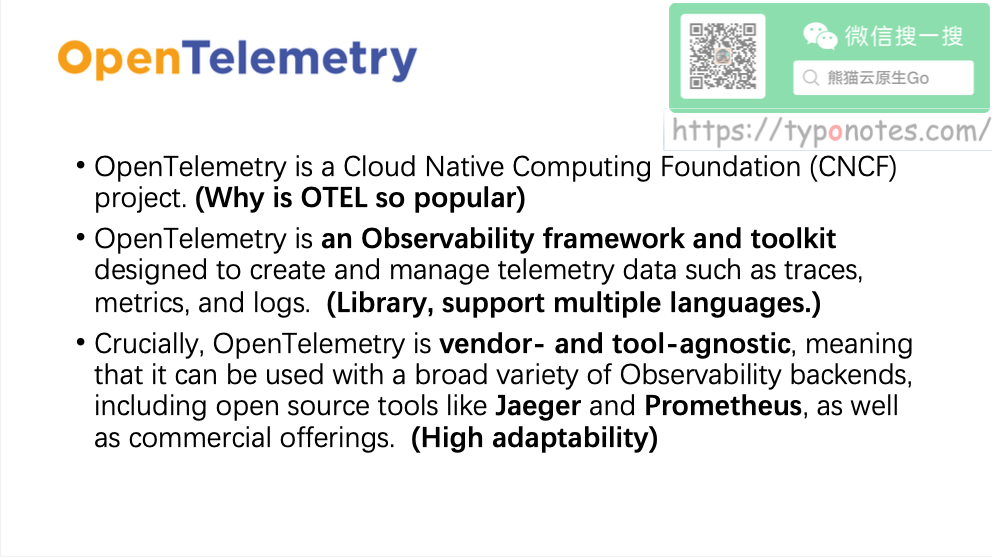 OpenTelemetry
微信搜一搜
熊猫云原生Go
https://typonotes.com/
• OpenTelemetry is a Cloud Native Computing Foundation (CNCF)
project. (Why is OTEL so popular)
• OpenTelemetry is an Observability framework and toolkit
designed to create and manage telemetry data such as traces,
metrics, and logs. (Library, support multiple languages.)
• Crucially, OpenTelemetry is vendor- and tool-agnostic, meaning
that it can be used with a broad variety of Observability backends,
including open source tools like Jaeger and Prometheus, as well
as commercial offerings. (High adaptability)